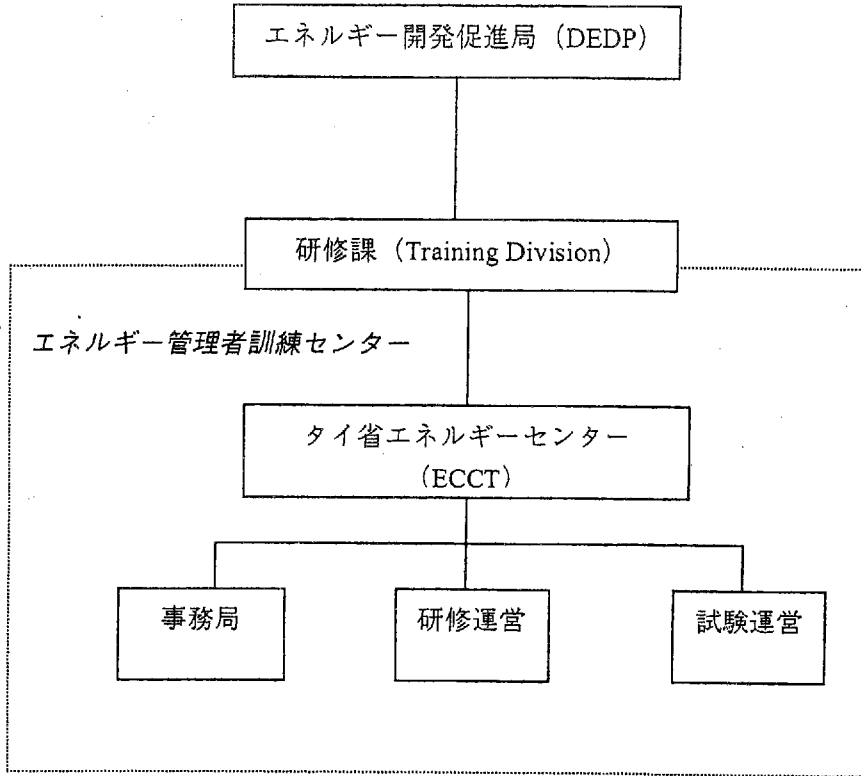 エネルギー開発促進局（DEDP）
研修課（Training Division）
エネルギー管理者訓練センター
タイ省エネルギーセンター
（ECCT）
事務局
研修運営
試験運営